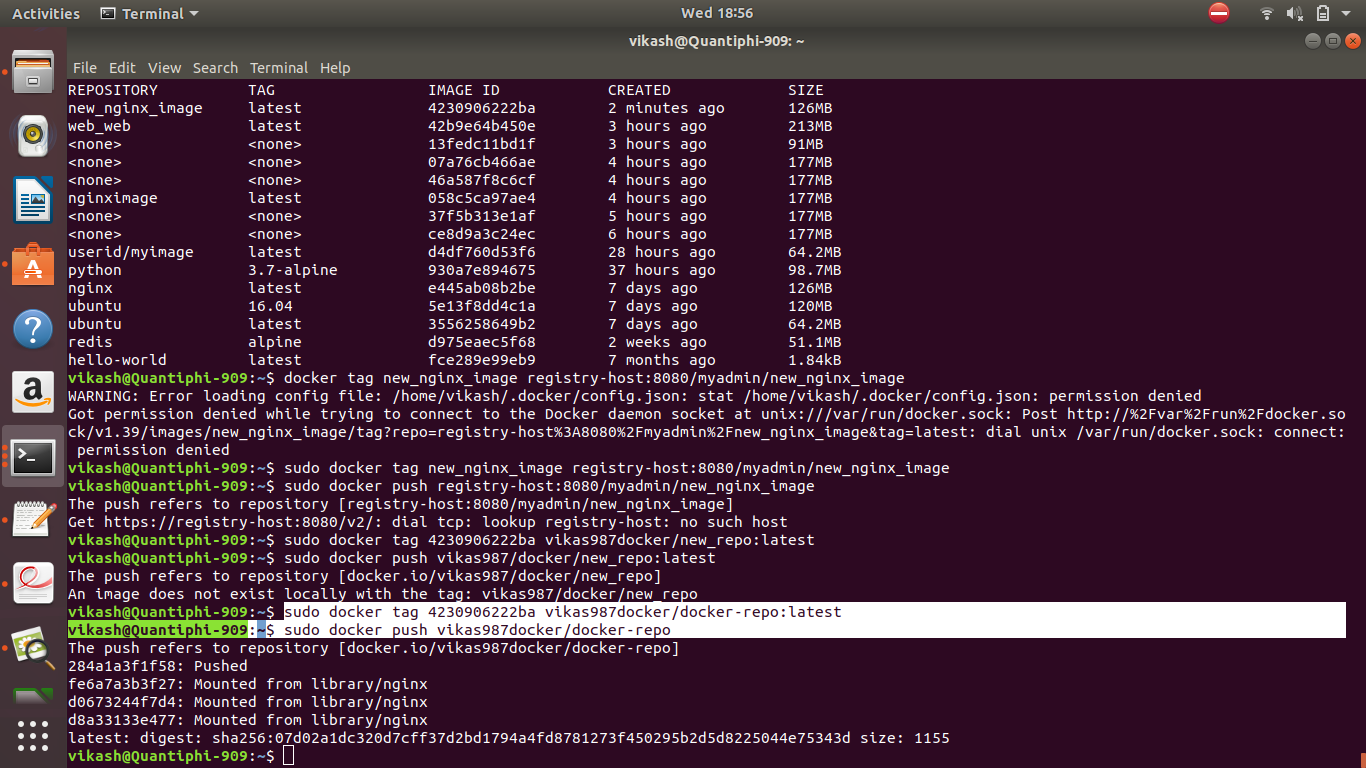 Activities Terminal Wed 18:56
vikash@Quantiphi-909: ~
File Edit View Search Terminal Help
REPOSITORY TAG IMAGE ID CREATED SIZE
new_nginx_image latest 4230906222ba 2 minutes ago 126MB
web_web latest 42b9e64b450e 3 hours ago 213MB
<none> <none> 13fedc11bd1f 3 hours ago 91MB
<none> <none> 07a76cb466ae 4 hours ago 177MB
<none> <none> 46a587f8c6cf 4 hours ago 177MB
nginximage latest 058c5ca97ae4 4 hours ago 177MB
<none> <none> 37f5b313e1af 5 hours ago 177MB
<none> <none> ce8d9a3c24ec 6 hours ago 177MB
userid/myimage latest d4df760d53f6 28 hours ago 64.2MB
python 3.7-alpine 930a7e894675 37 hours ago 98.7MB
nginx latest e445ab08b2be 7 days ago 126MB
ubuntu 16.04 5e13f8dd4c1a 7 days ago 120MB
ubuntu latest 3556258649b2 7 days ago 64.2MB
redis alpine d975eaec5f68 2 weeks ago 51.1MB
hello-world latest fce289e99eb9 7 months ago 1.84kB
vikash@Quantiphi-909:~$ docker tag new_nginx_image registry-host:8080/myadmin/new_nginx_image
WARNING: Error loading config file: /home/vikash/.docker/config.json: stat /home/vikash/.docker/config.json: permission denied
Got permission denied while trying to connect to the Docker daemon socket at unix:///var/run/docker.sock: Post http://%2Fvar%2Frun%2Fdocker.so
ck/v1.39/images/new_nginx_image/tag?repo=registry-host%3A8080%2Fmyadmin%2Fnew_nginx_image&tag=latest: dial unix /var/run/docker.sock: connect:
permission denied
vikash@Quantiphi-909:~$ sudo docker tag new_nginx_image registry-host:8080/myadmin/new_nginx_image
vikash@Quantiphi-909:~$ sudo docker push registry-host:8080/myadmin/new_nginx_image
The push refers to repository [registry-host:8080/myadmin/new_nginx_image]
Get https://registry-host:8080/v2/: dial tcp: lookup registry-host: no such host
vikash@Quantiphi-909:~$ sudo docker tag 4230906222ba vikas987docker/new_repo:latest
vikash@Quantiphi-909:~$ sudo docker push vikas987/docker/new_repo:latest
The push refers to repository [docker.io/vikas987/docker/new_repo]
An image does not exist locally with the tag: vikas987/docker/new_repo
vikash@Quantiphi-909:~$ sudo docker tag 4230906222ba vikas987docker/docker-repo:latest
vikash@Quantiphi-909:~$ sudo docker push vikas987docker/docker-repo
The push refers to repository [docker.io/vikas987docker/docker-repo]
284a1a3f1f58: Pushed
fe6a7a3b3f27: Mounted from library/nginx
d0673244f7d4: Mounted from library/nginx
d8a33133e477: Mounted from library/nginx
latest: digest: sha256:07d02a1dc320d7cff37d2bd1794a4fd8781273f450295b2d5d8225044e75343d size: 1155
vikash@Quantiphi-909:~$